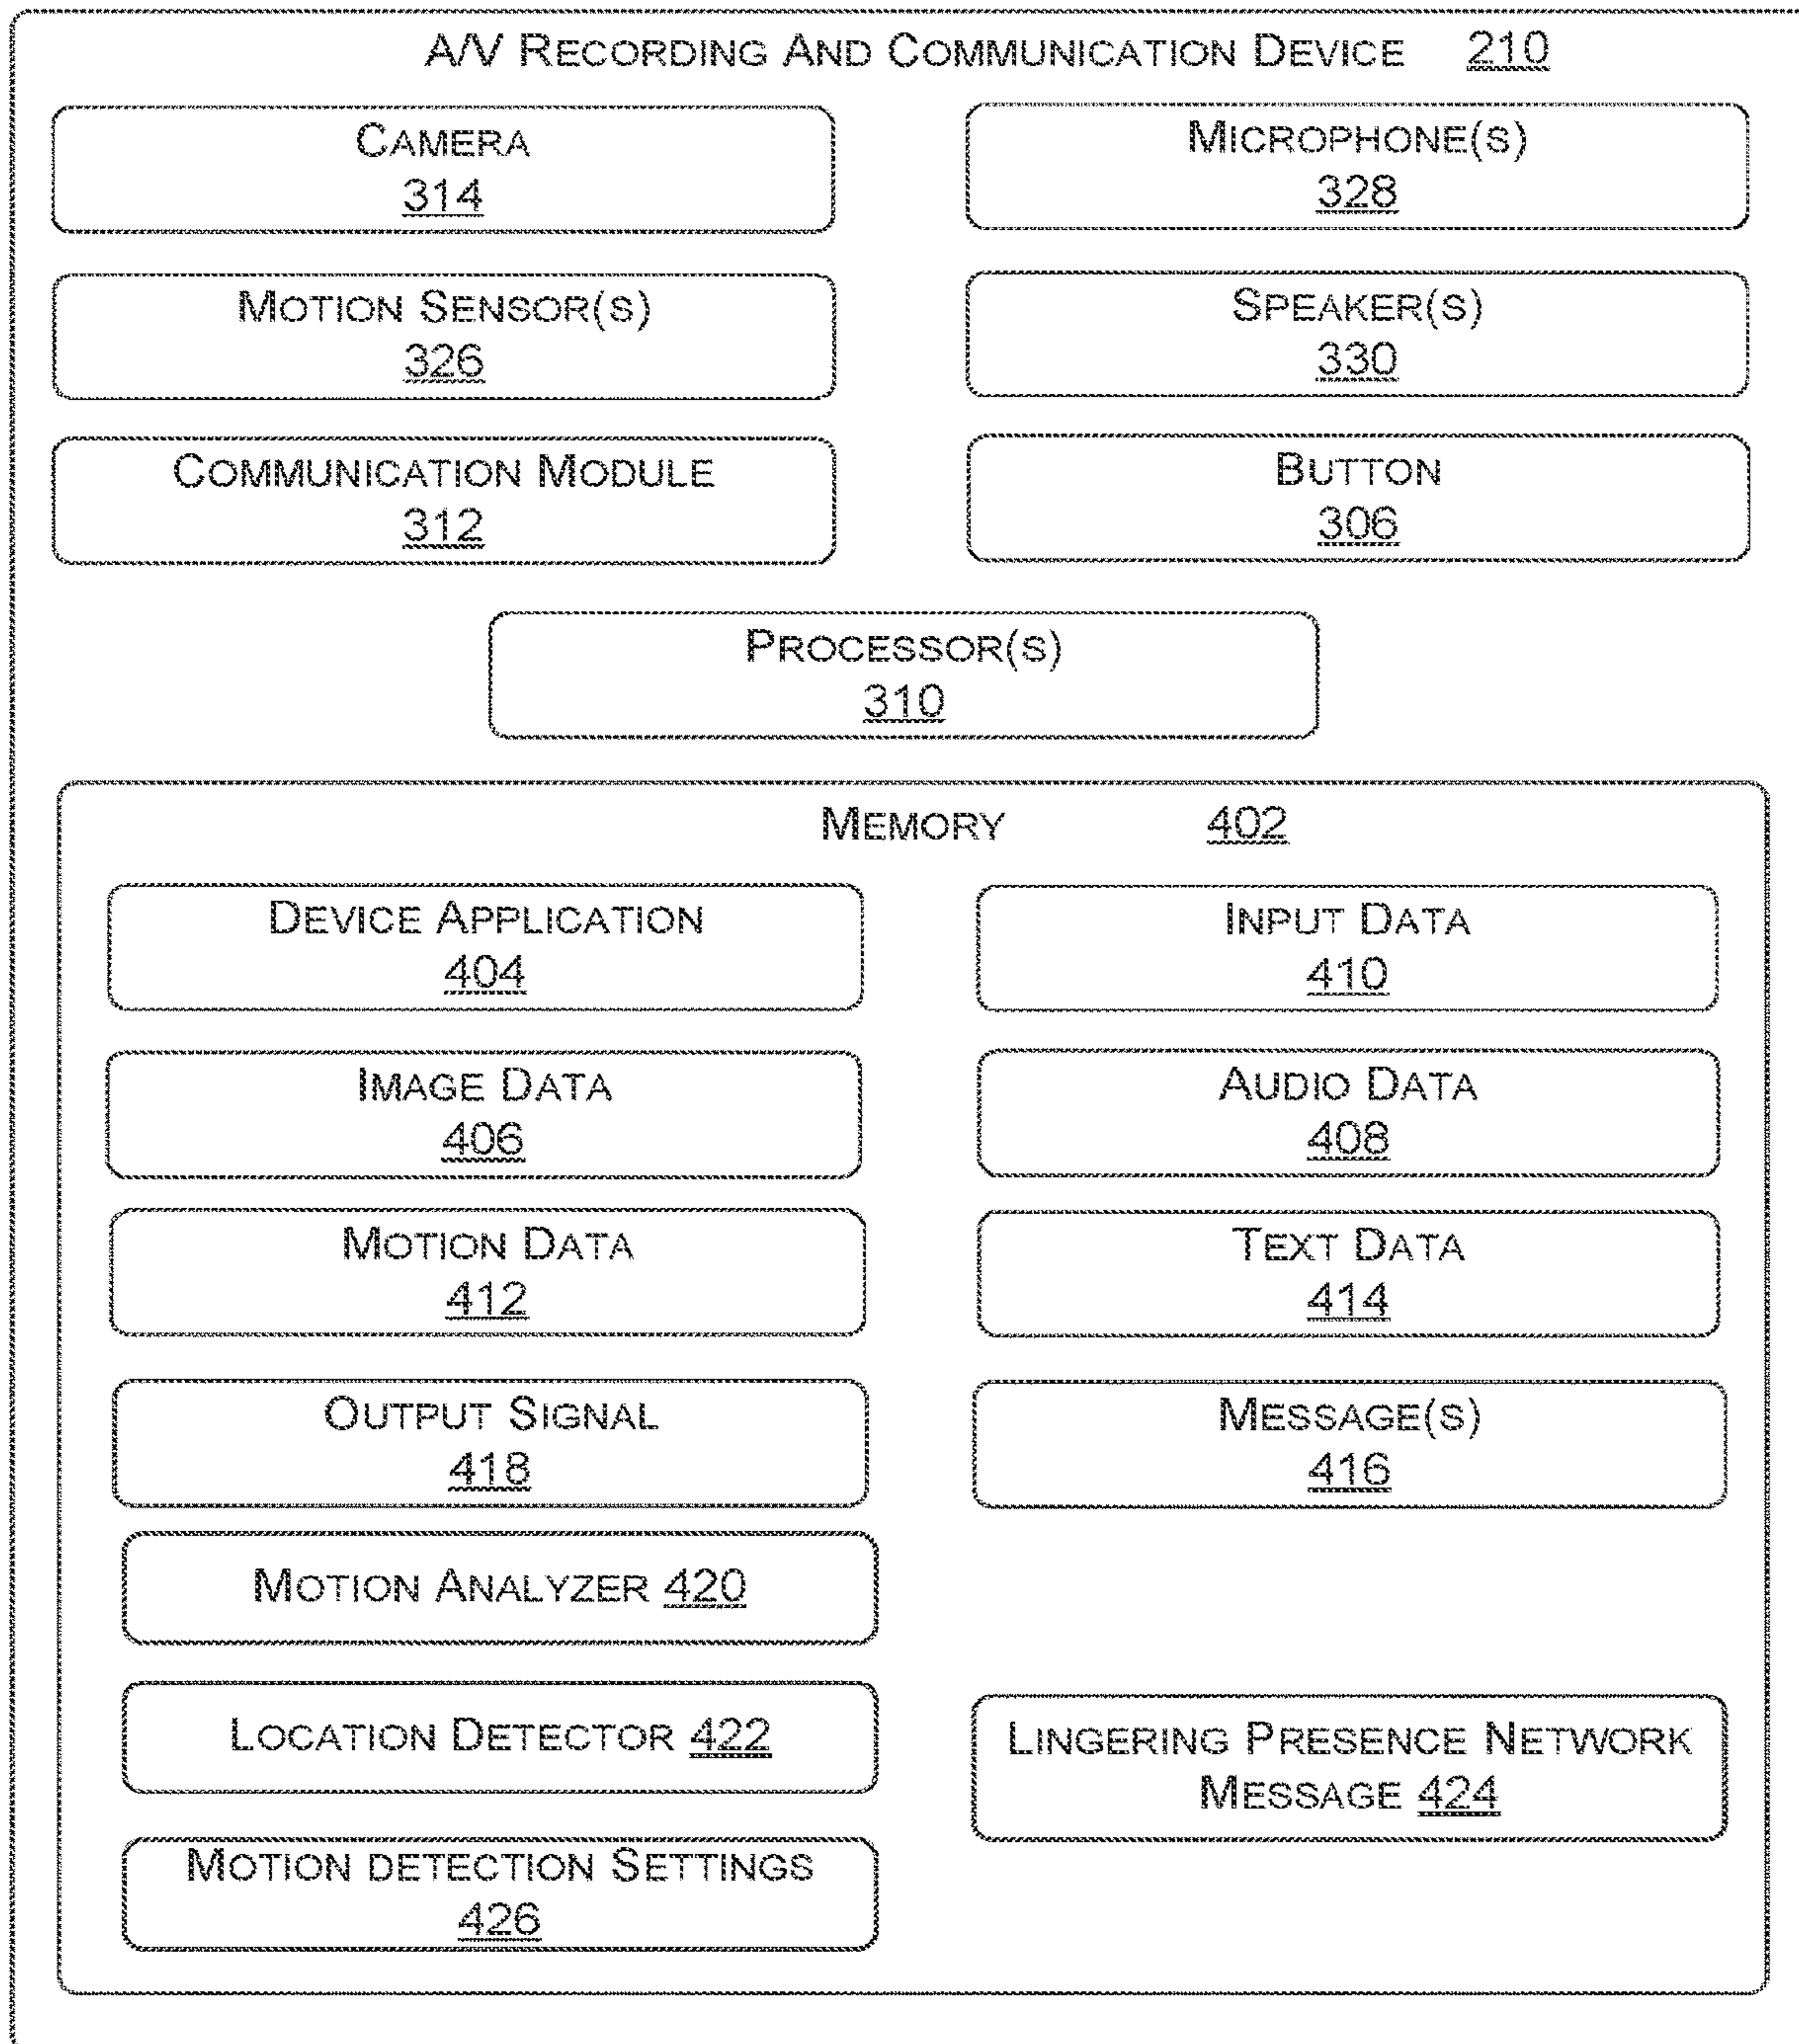 A/V RECORDING AND COMMUNICATION DEVICE 210
CAMERA
314
MICROPHONE(S)
328
MOTION SENSOR(S)
326
SPEAKER(S)
330
COMMUNICATION MODULE
312
BUTTON
306
PROCESSOR(S)
310
MEMORY 402
DEVICE APPLICATION
404
INPUT DATA
410
IMAGE DATA
406
AUDIO DATA
408
MOTION DATA
412
TEXT DATA
414
OUTPUT SIGNAL
418
MESSAGE(S)
416
MOTION ANALYZER 420
LOCATION DETECTOR 422
LINGERING PRESENCE NETWORK
MESSAGE 424
MOTION DETECTION SETTINGS
426